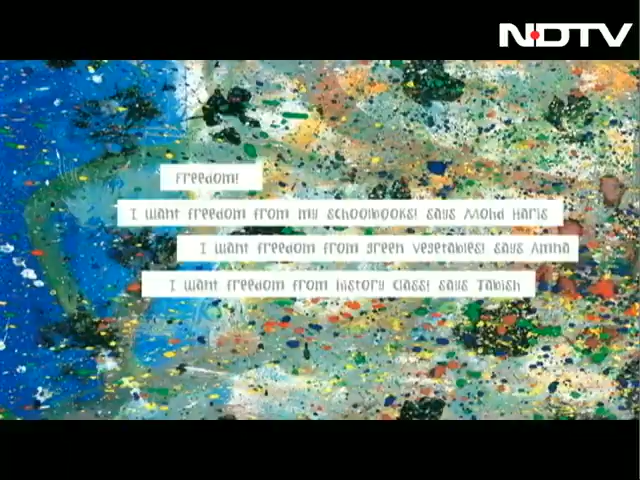 NDTV
Freedom!
I want freedom from my schoolbooks! says Mohd Haris
I want freedom from green vegetables! says Amna
I want freedom from history class! says Tabish